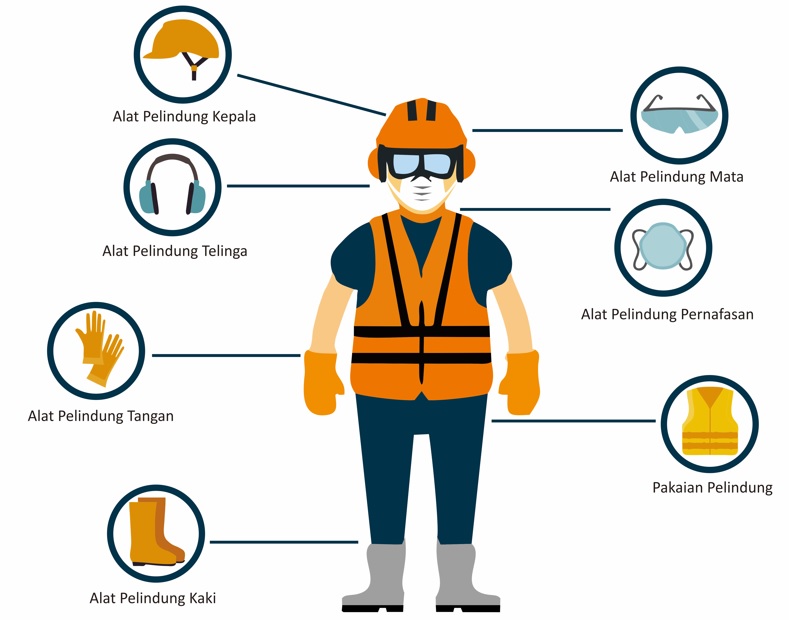 Alat Pelindung Kepala
Alat Pelindung Mata
Alat Pelindung Telinga
Alat Pelindung Pernafasan
Alat Pelindung Tangan
Pakaian Pelindung
Alat Pelindung Kaki